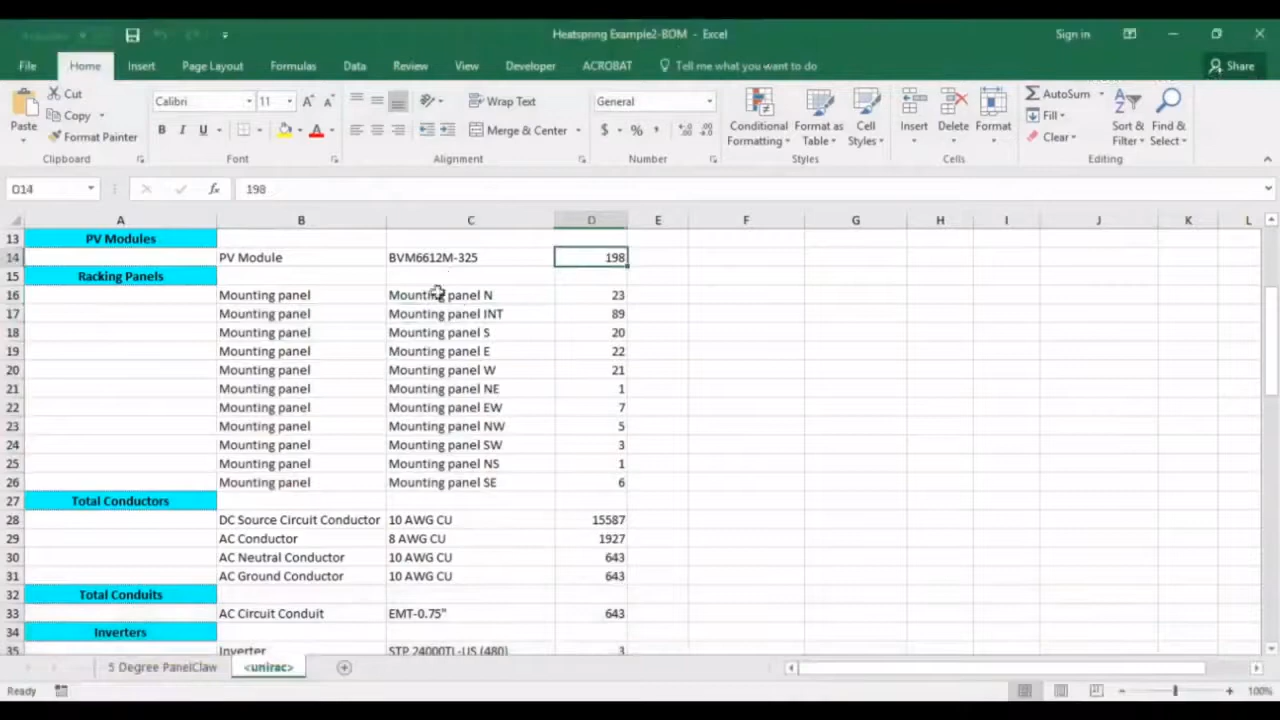 Heatspring Example2-BOM - Excel
Sign in
File Home Insert Page Layout Formulas Data Review View Developer ACROBAT Tell me what you want to do Share
Paste
Cut
Copy
Format Painter
Clipboard
Calibri 11
B I U
Font
Wrap Text
Merge & Center
Alignment
General
$ % ,
Number
Conditional Formatting
Format as Table
Cell Styles
Styles
Insert Delete Format
Cells
AutoSum
Fill
Clear
Sort & Filter
Find & Select
Editing
D14 fx 198
A B C D E F G H I J K L
13 PV Modules
14 PV Module BVM6612M-325 198
15 Racking Panels
16 Mounting panel Mounting panel N 23
17 Mounting panel Mounting panel INT 89
18 Mounting panel Mounting panel S 20
19 Mounting panel Mounting panel E 22
20 Mounting panel Mounting panel W 21
21 Mounting panel Mounting panel NE 1
22 Mounting panel Mounting panel EW 7
23 Mounting panel Mounting panel NW 5
24 Mounting panel Mounting panel SW 3
25 Mounting panel Mounting panel NS 1
26 Mounting panel Mounting panel SE 6
27 Total Conductors
28 DC Source Circuit Conductor 10 AWG CU 15587
29 AC Conductor 8 AWG CU 1927
30 AC Neutral Conductor 10 AWG CU 643
31 AC Ground Conductor 10 AWG CU 643
32 Total Conduits
33 AC Circuit Conduit EMT-0.75" 643
34 Inverters
35 Inverter STP 24000TL-US (480) 3
5 Degree PanelClaw <unirac>
Ready 100%